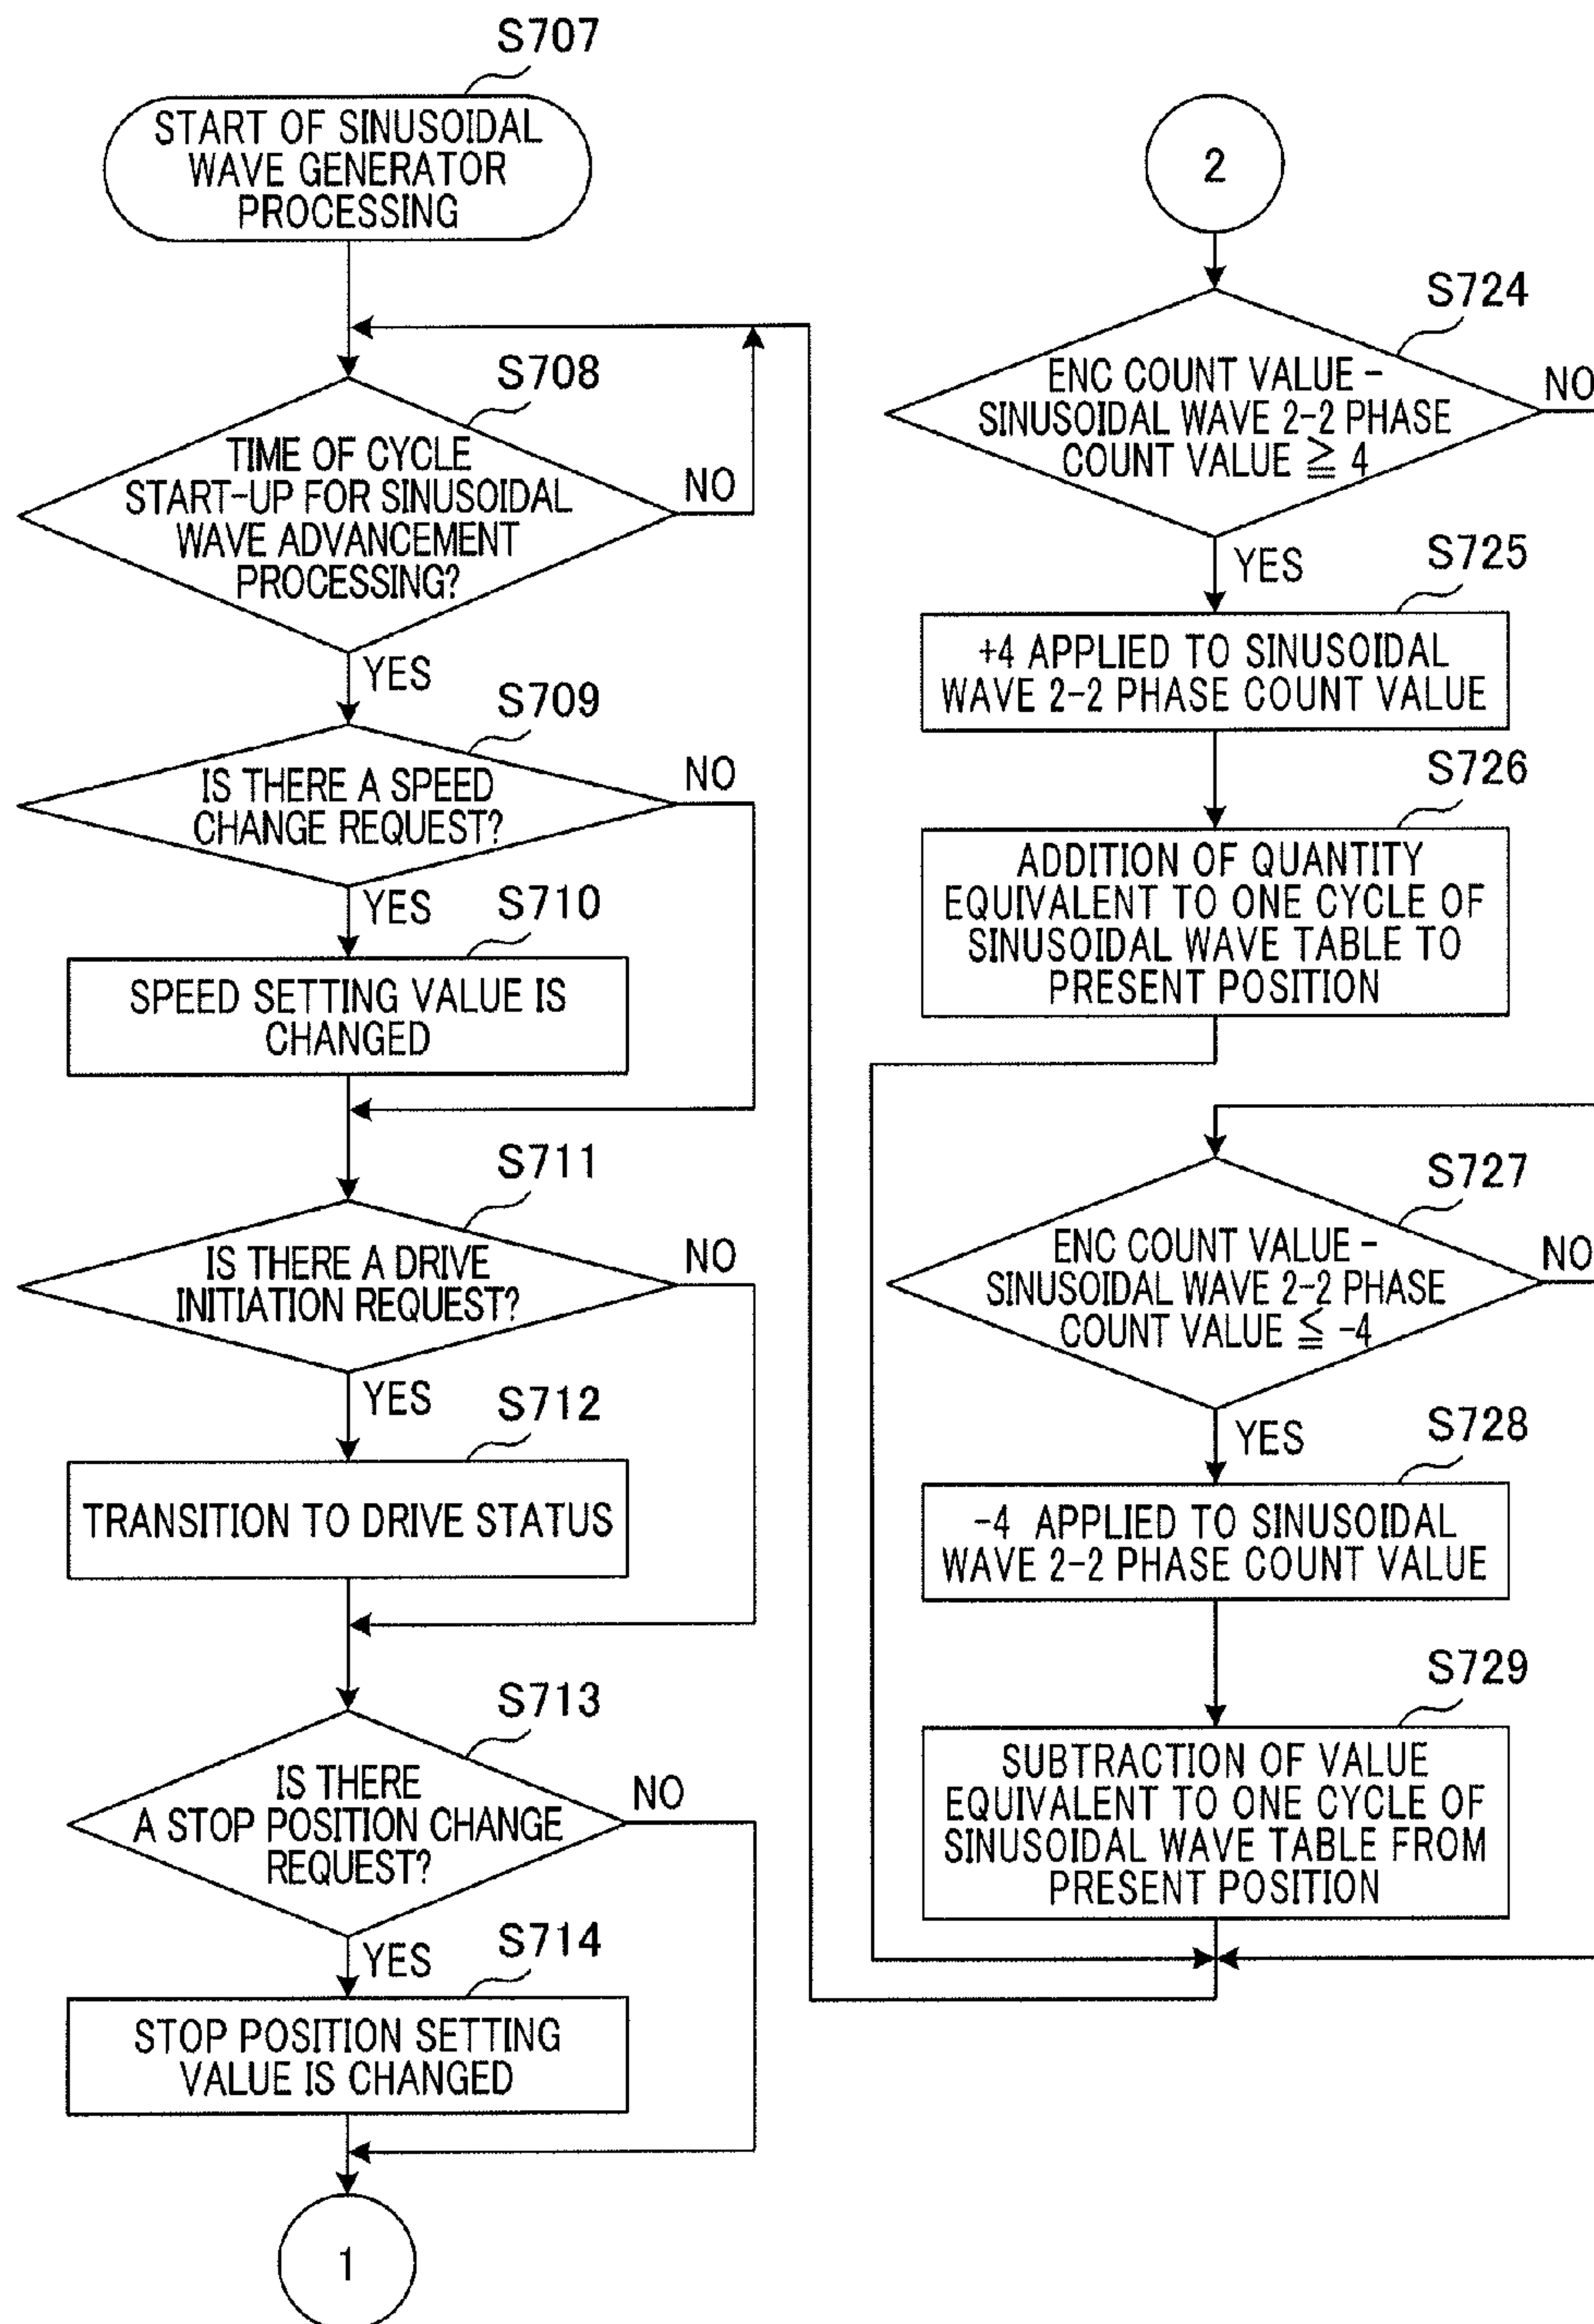 S707
START OF SINUSOIDAL
WAVE GENERATOR
PROCESSING
S708
TIME OF CYCLE
START-UP FOR SINUSOIDAL
WAVE ADVANCEMENT
PROCESSING?
NO
YES
S709
IS THERE A SPEED
CHANGE REQUEST?
NO
YES
S710
SPEED SETTING VALUE IS
CHANGED
S711
IS THERE A DRIVE
INITIATION REQUEST?
NO
YES
S712
TRANSITION TO DRIVE STATUS
S713
IS THERE
A STOP POSITION CHANGE
REQUEST?
NO
YES
S714
STOP POSITION SETTING
VALUE IS CHANGED
1
2
S724
ENC COUNT VALUE -
SINUSOIDAL WAVE 2-2 PHASE
COUNT VALUE ≧ 4
NO
YES
S725
+4 APPLIED TO SINUSOIDAL
WAVE 2-2 PHASE COUNT VALUE
S726
ADDITION OF QUANTITY
EQUIVALENT TO ONE CYCLE OF
SINUSOIDAL WAVE TABLE TO
PRESENT POSITION
S727
ENC COUNT VALUE -
SINUSOIDAL WAVE 2-2 PHASE
COUNT VALUE ≦ -4
NO
YES
S728
-4 APPLIED TO SINUSOIDAL
WAVE 2-2 PHASE COUNT VALUE
S729
SUBTRACTION OF VALUE
EQUIVALENT TO ONE CYCLE OF
SINUSOIDAL WAVE TABLE FROM
PRESENT POSITION